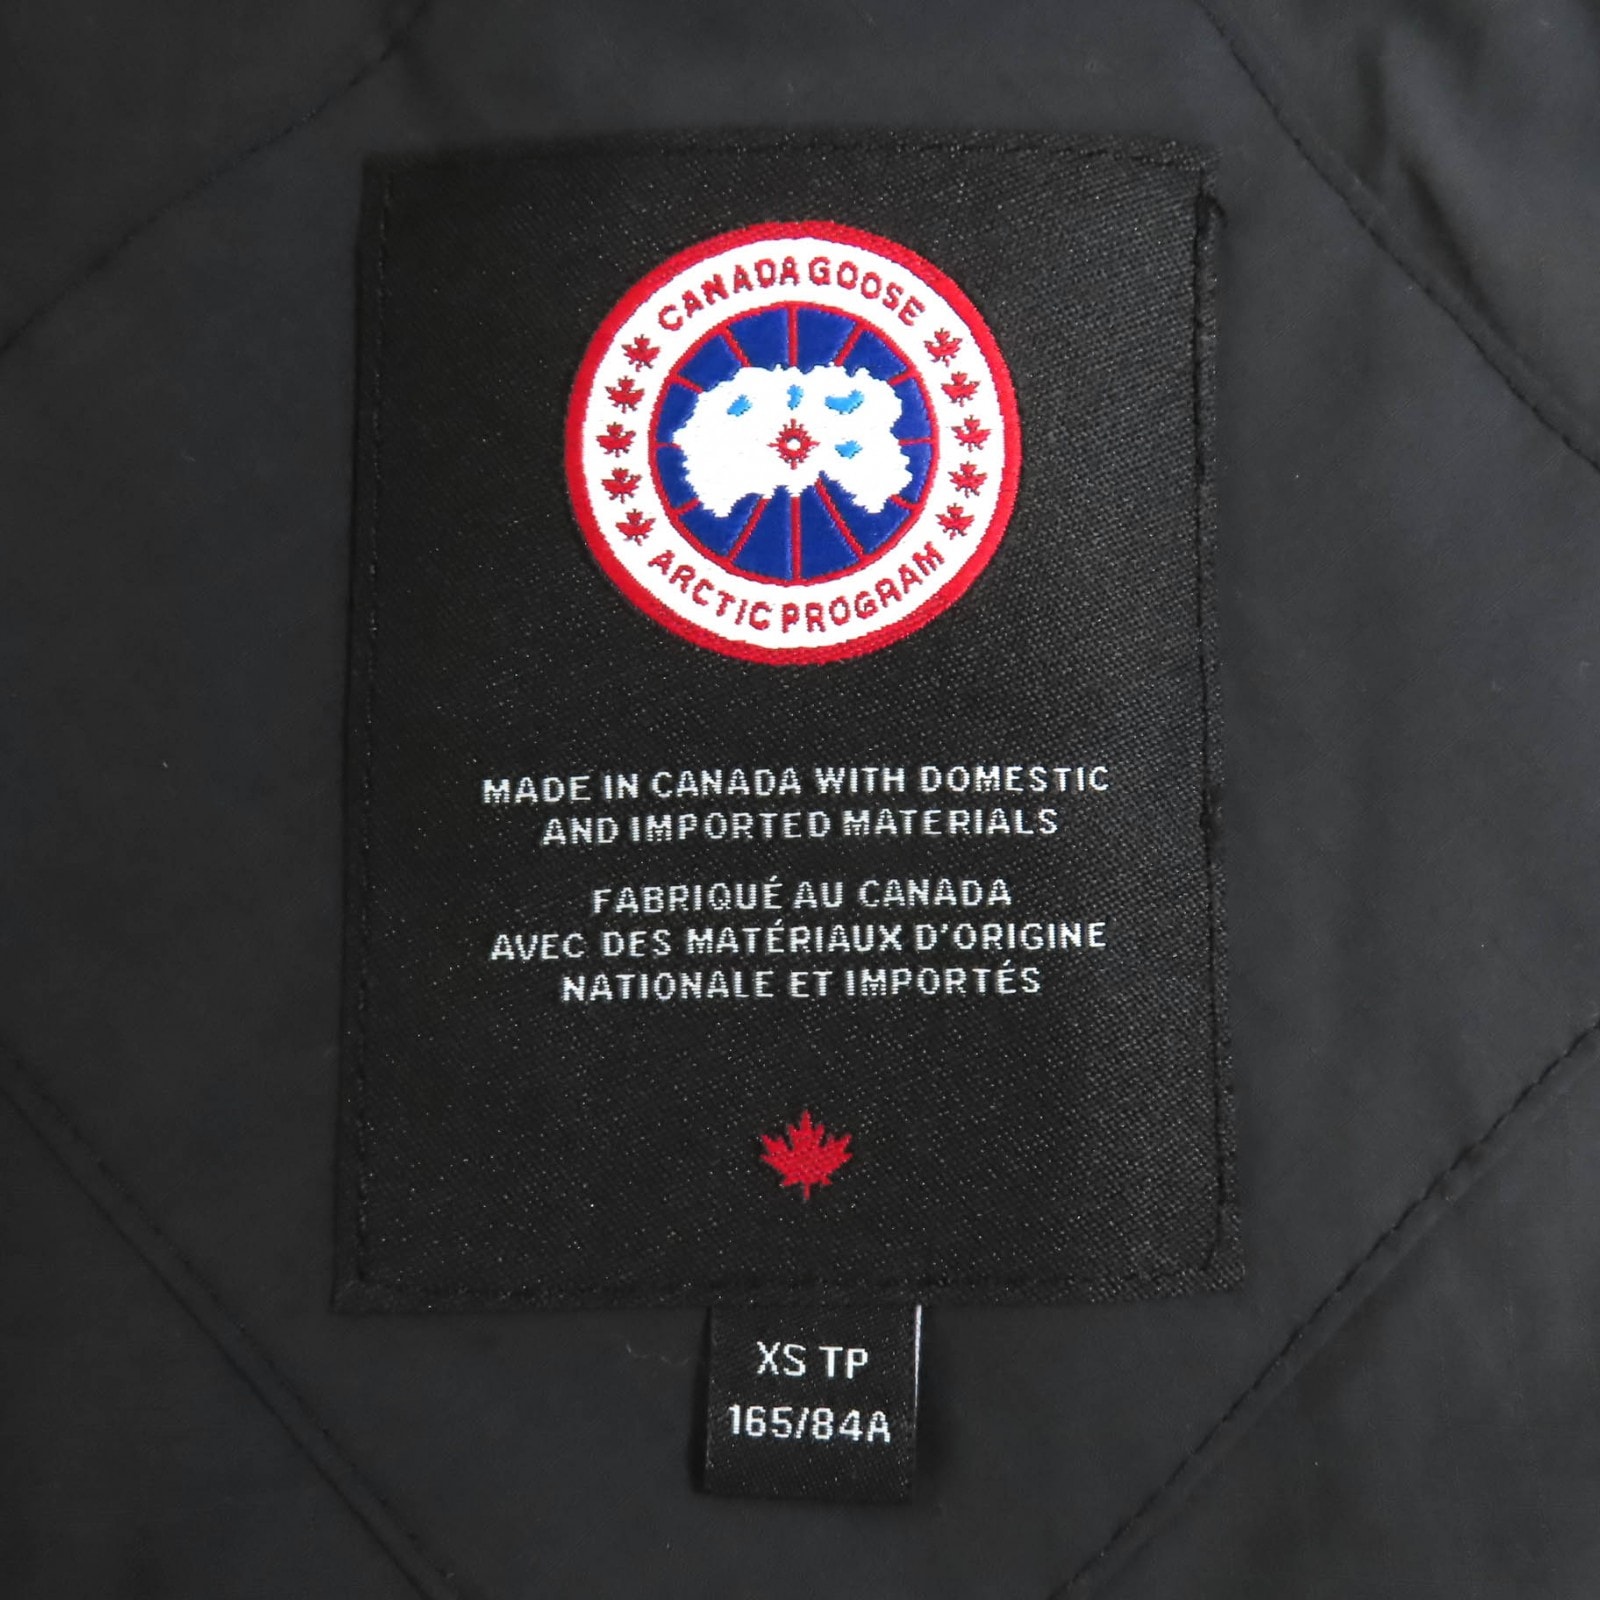 CANADA GOOSE
ARCTIC PROGRAM
MADE IN CANADA WITH DOMESTIC
AND IMPORTED MATERIALS
FABRIQUÉ AU CANADA
AVEC DES MATÉRIAUX D'ORIGINE
NATIONALE ET IMPORTÉS
XS TP
165/84A